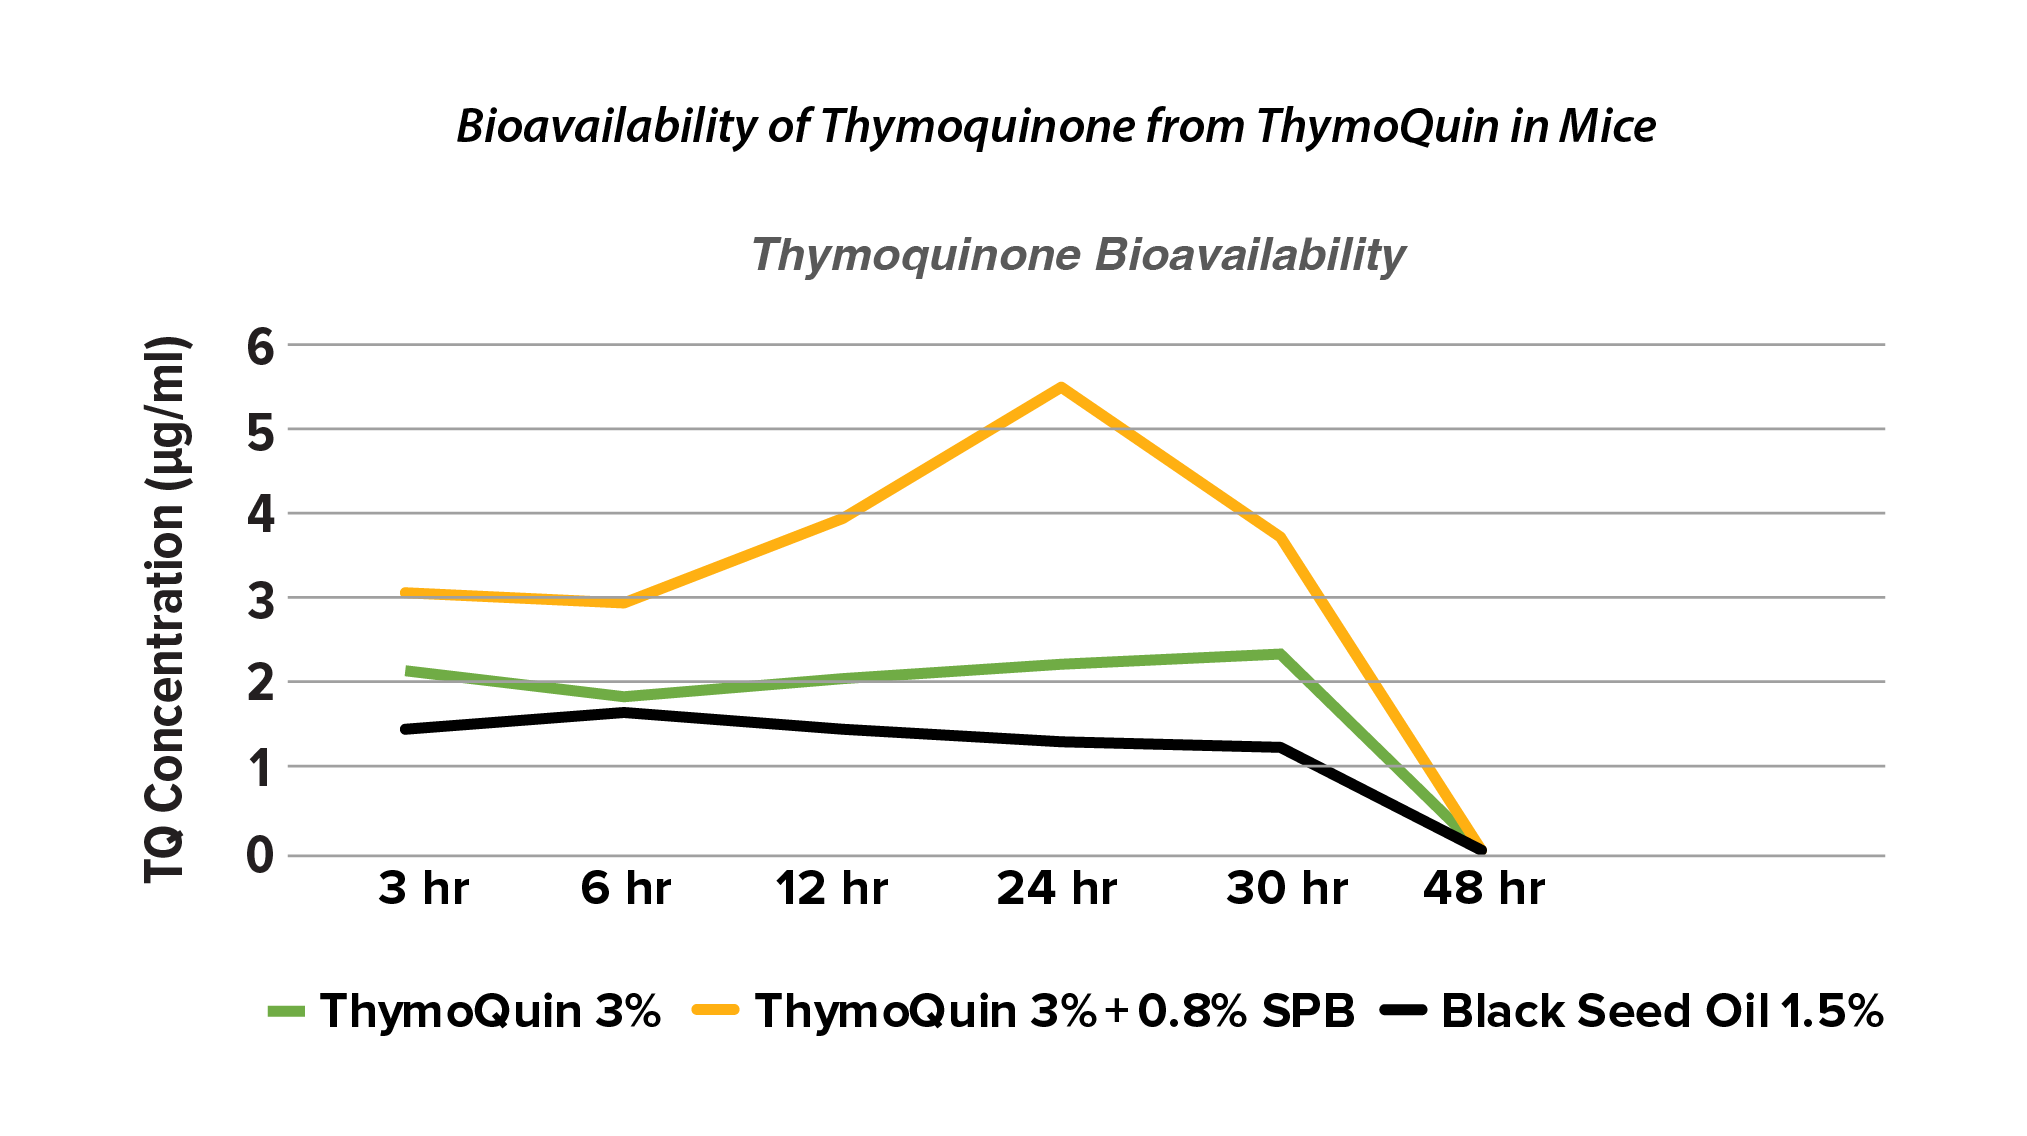 Bioavailability of Thymoquinone from ThymoQuin in Mice
Thymoquinone Bioavailability
TQ Concentration (µg/ml)
6
5
4
3
2
1
0
3 hr 6 hr 12 hr 24 hr 30 hr 48 hr
ThymoQuin 3% ThymoQuin 3% + 0.8% SPB Black Seed Oil 1.5%